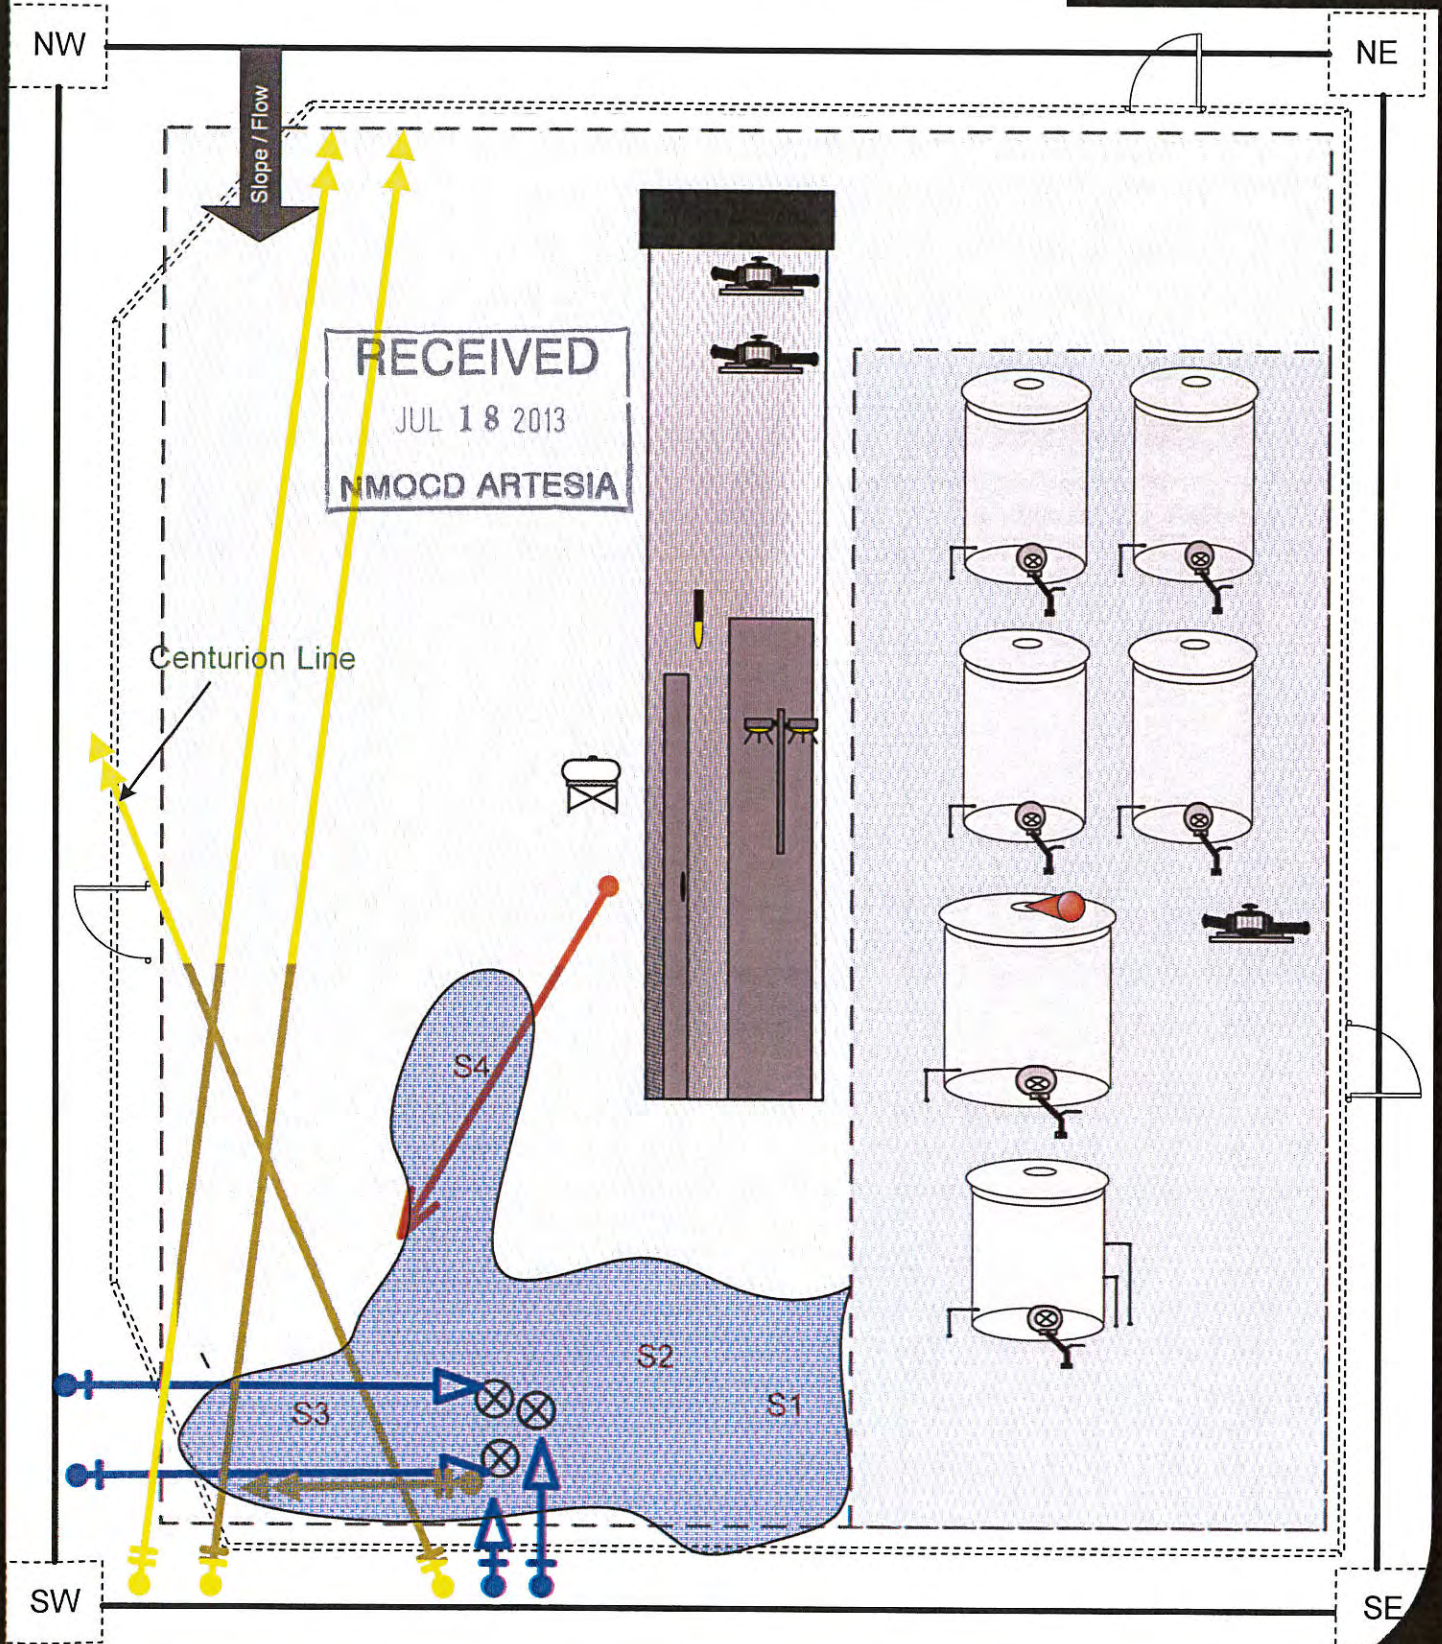 NW
NE
Slope / Flow
RECEIVED
JUL 18 2013
NMOCD ARTESIA
Centurion Line
S4
S2
S1
S3
SW
SE